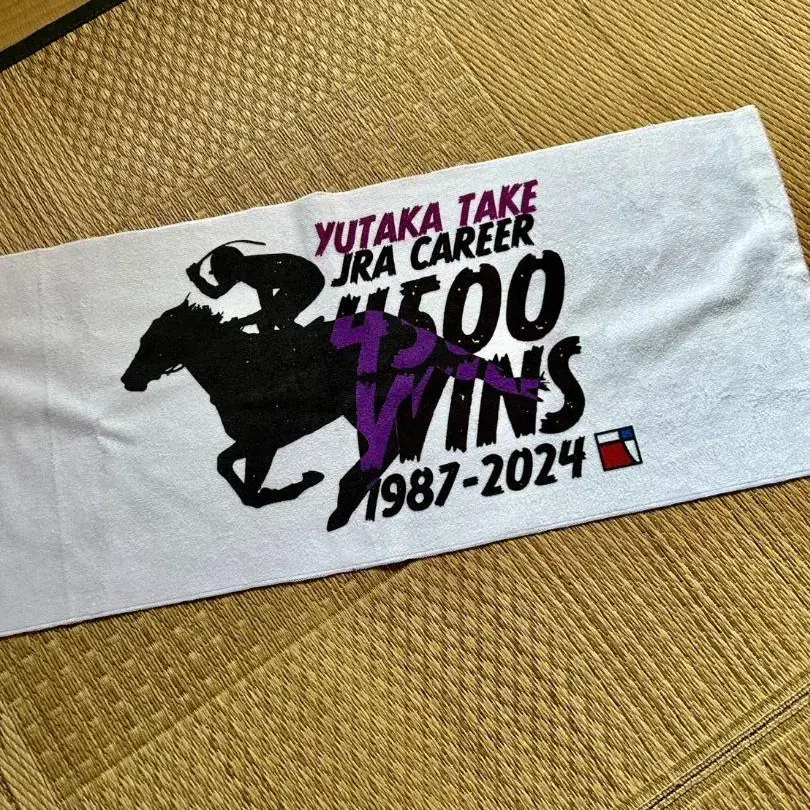 YUTAKA TAKE
JRA CAREER
4500
WINS
1987-2024